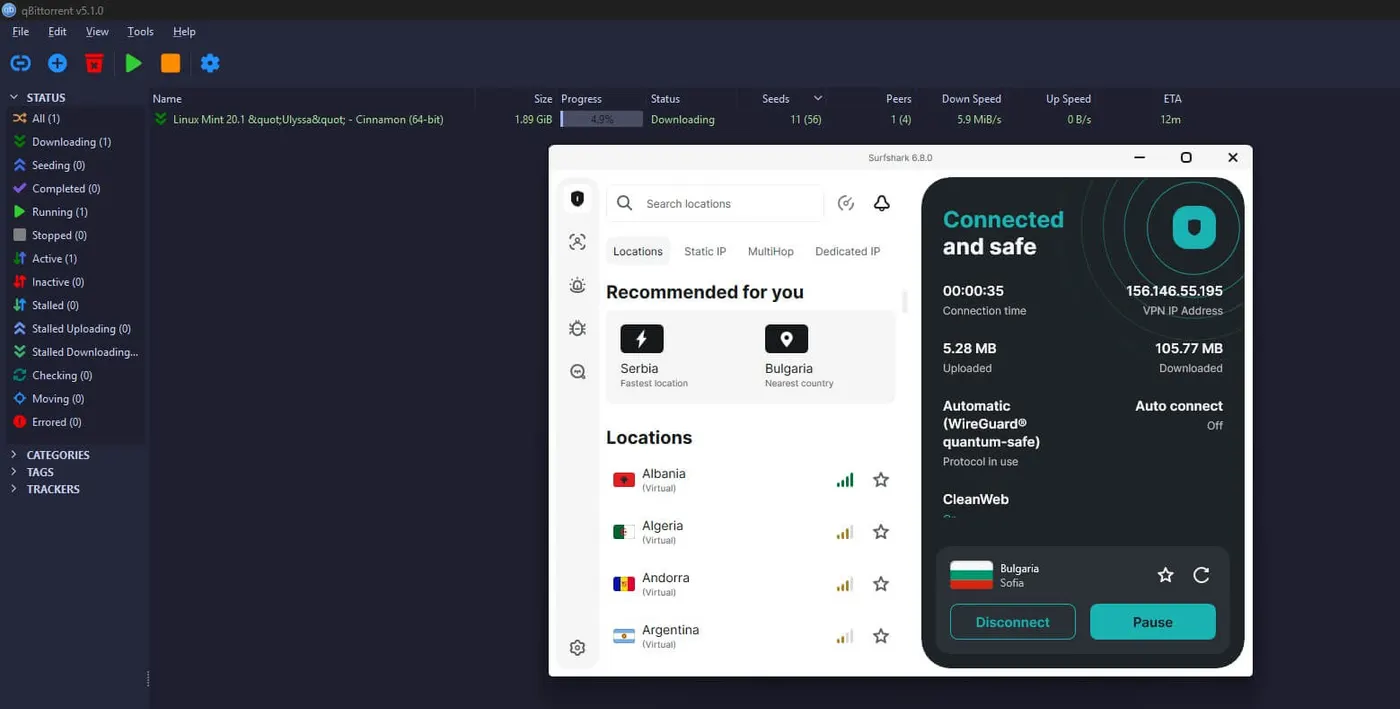 qBittorrent v5.1.0
File Edit View Tools Help
STATUS
All (1)
Downloading (1)
Seeding (0)
Completed (0)
Running (1)
Stopped (0)
Active (1)
Inactive (0)
Stalled (0)
Stalled Uploading (0)
Stalled Downloading...
Checking (0)
Moving (0)
Errored (0)
CATEGORIES
TAGS
TRACKERS
Name Size Progress Status Seeds Peers Down Speed Up Speed ETA
Linux Mint 20.1 &quot;Ulyssa&quot; - Cinnamon (64-bit) 1.89 GiB 4.9% Downloading 11 (56) 1 (4) 5.9 MiB/s 0 B/s 12m
Surfshark 6.8.0
Search locations
Locations Static IP MultiHop Dedicated IP
Recommended for you
Serbia
Fastest location
Bulgaria
Nearest country
Locations
Albania
(Virtual)
Algeria
(Virtual)
Andorra
(Virtual)
Argentina
(Virtual)
Connected
and safe
00:00:35 156.146.55.195
Connection time VPN IP Address
5.28 MB 105.77 MB
Uploaded Downloaded
Automatic Auto connect
(WireGuard® Off
quantum-safe)
Protocol in use
CleanWeb
Bulgaria
Sofia
Disconnect Pause